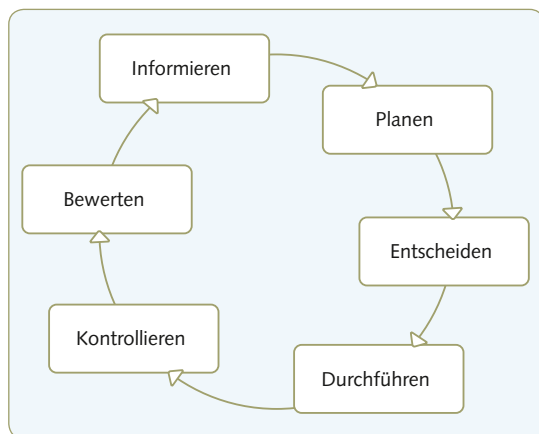 Informieren
Planen
Entscheiden
Durchführen
Kontrollieren
Bewerten